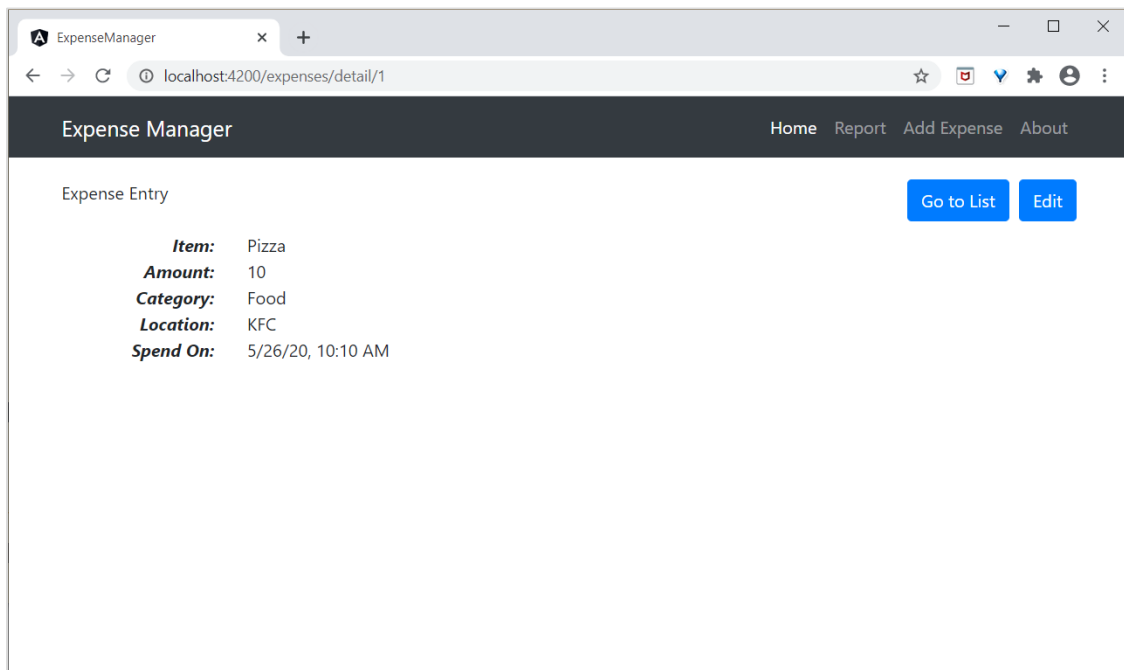 ExpenseManager
localhost:4200/expenses/detail/1
Expense Manager Home Report Add Expense About
Expense Entry Go to List Edit
Item: Pizza
Amount: 10
Category: Food
Location: KFC
Spend On: 5/26/20, 10:10 AM